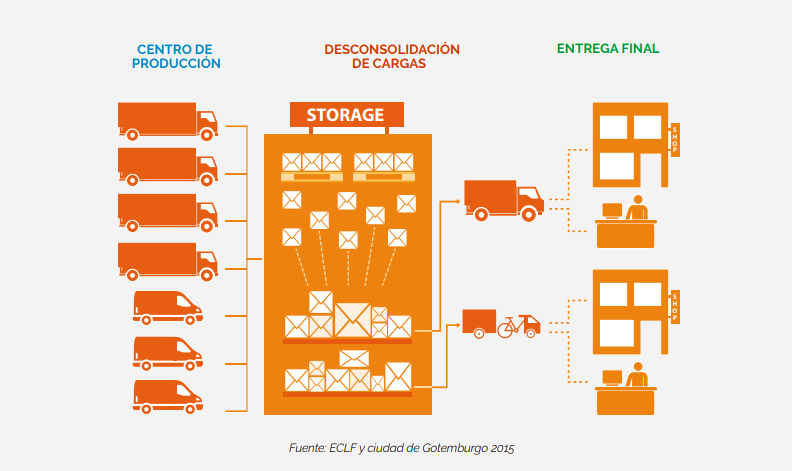 CENTRO DE
PRODUCCIÓN
DESCONSOLIDACIÓN
DE CARGAS
ENTREGA FINAL
STORAGE
SHOP
SHOP
Fuente: ECLF y ciudad de Gotemburgo 2015